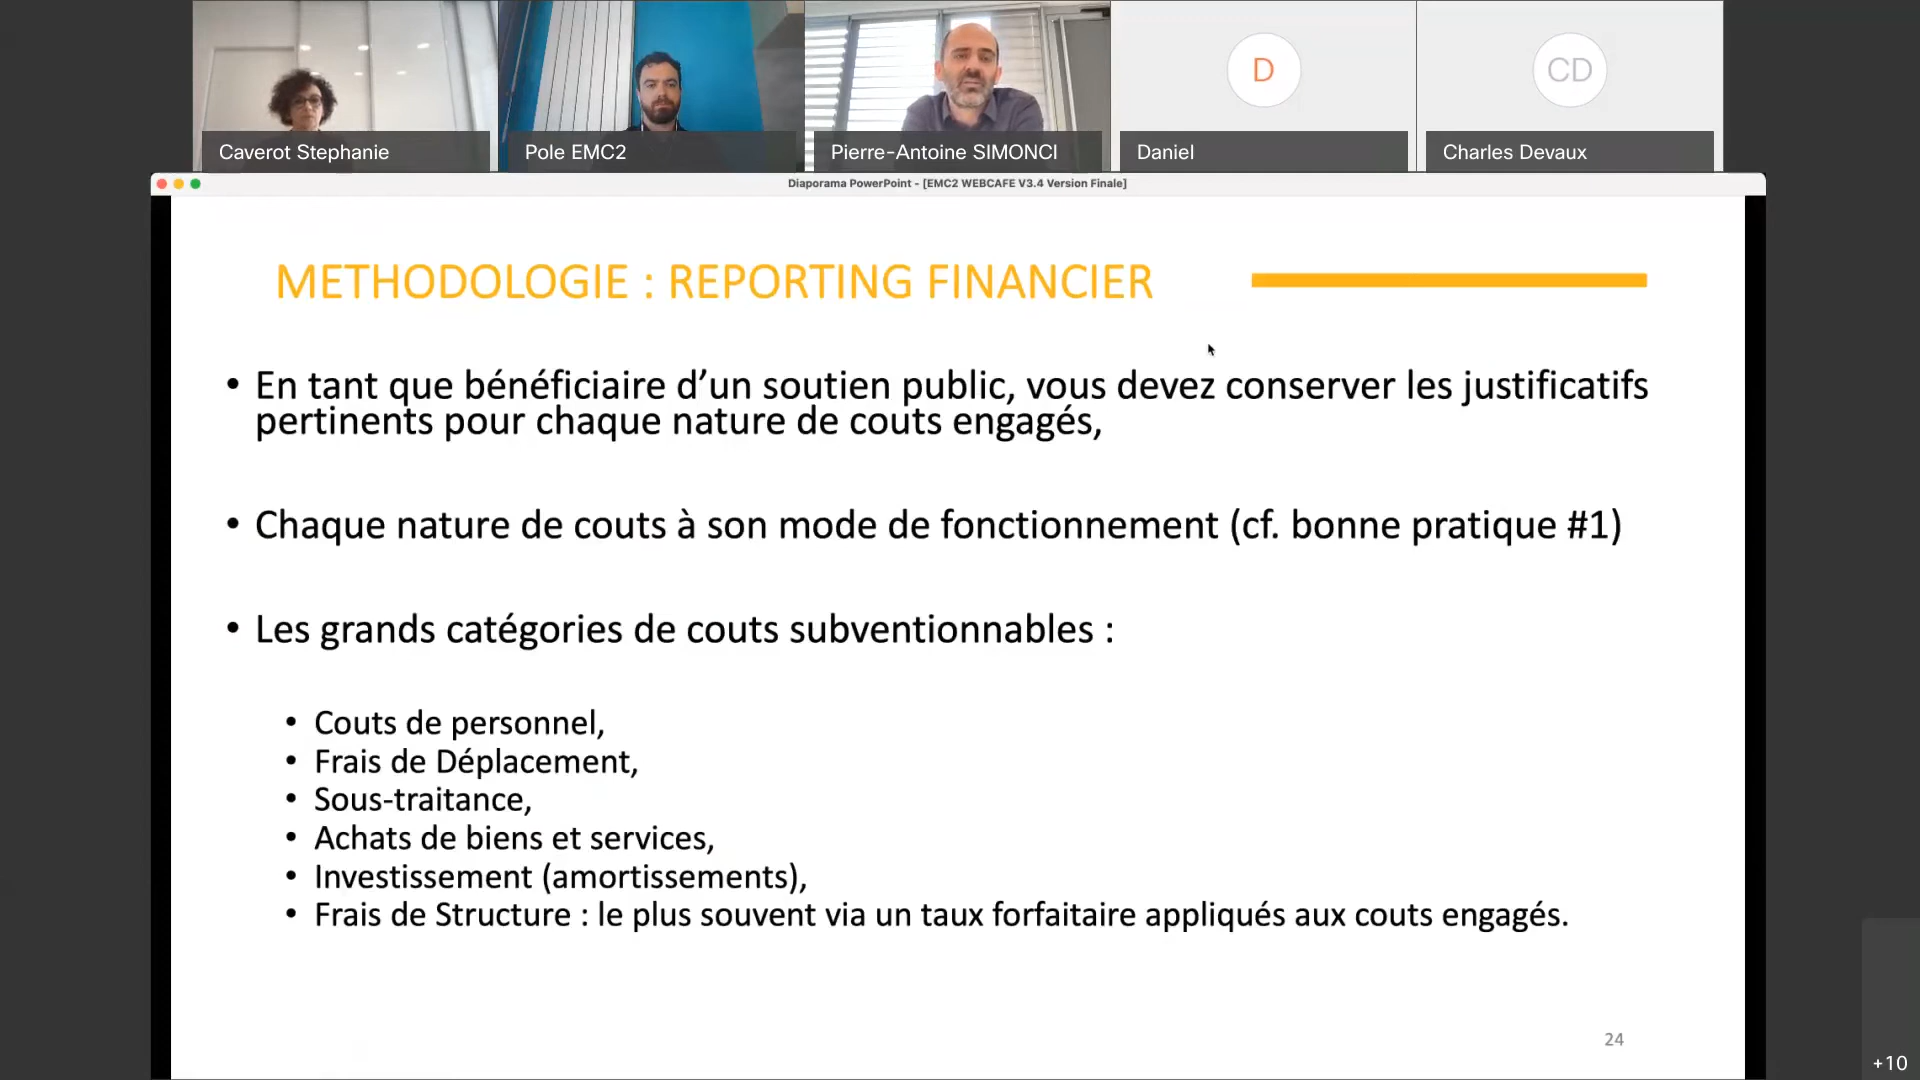 Caverot Stephanie
Pole EMC2
Pierre-Antoine SIMONCI
D
Daniel
CD
Charles Devaux
Diaporama PowerPoint - [EMC2 WEBCAFE V3.4 Version Finale]
METHODOLOGIE : REPORTING FINANCIER
• En tant que bénéficiaire d’un soutien public, vous devez conserver les justificatifs
pertinents pour chaque nature de couts engagés,
• Chaque nature de couts à son mode de fonctionnement (cf. bonne pratique #1)
• Les grands catégories de couts subventionnables :
• Couts de personnel,
• Frais de Déplacement,
• Sous-traitance,
• Achats de biens et services,
• Investissement (amortissements),
• Frais de Structure : le plus souvent via un taux forfaitaire appliqués aux couts engagés.
24
+10